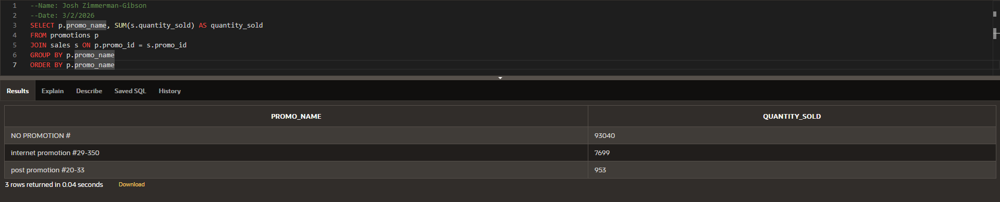 1 --Name: Josh Zimmerman-Gibson
2 --Date: 3/2/2026
3 SELECT p.promo_name, SUM(s.quantity_sold) AS quantity_sold
4 FROM promotions p
5 JOIN sales s ON p.promo_id = s.promo_id
6 GROUP BY p.promo_name
7 ORDER BY p.promo_name
Results Explain Describe Saved SQL History
PROMO_NAME QUANTITY_SOLD
NO PROMOTION # 93040
internet promotion #29-350 7699
post promotion #20-33 953
3 rows returned in 0.04 seconds Download